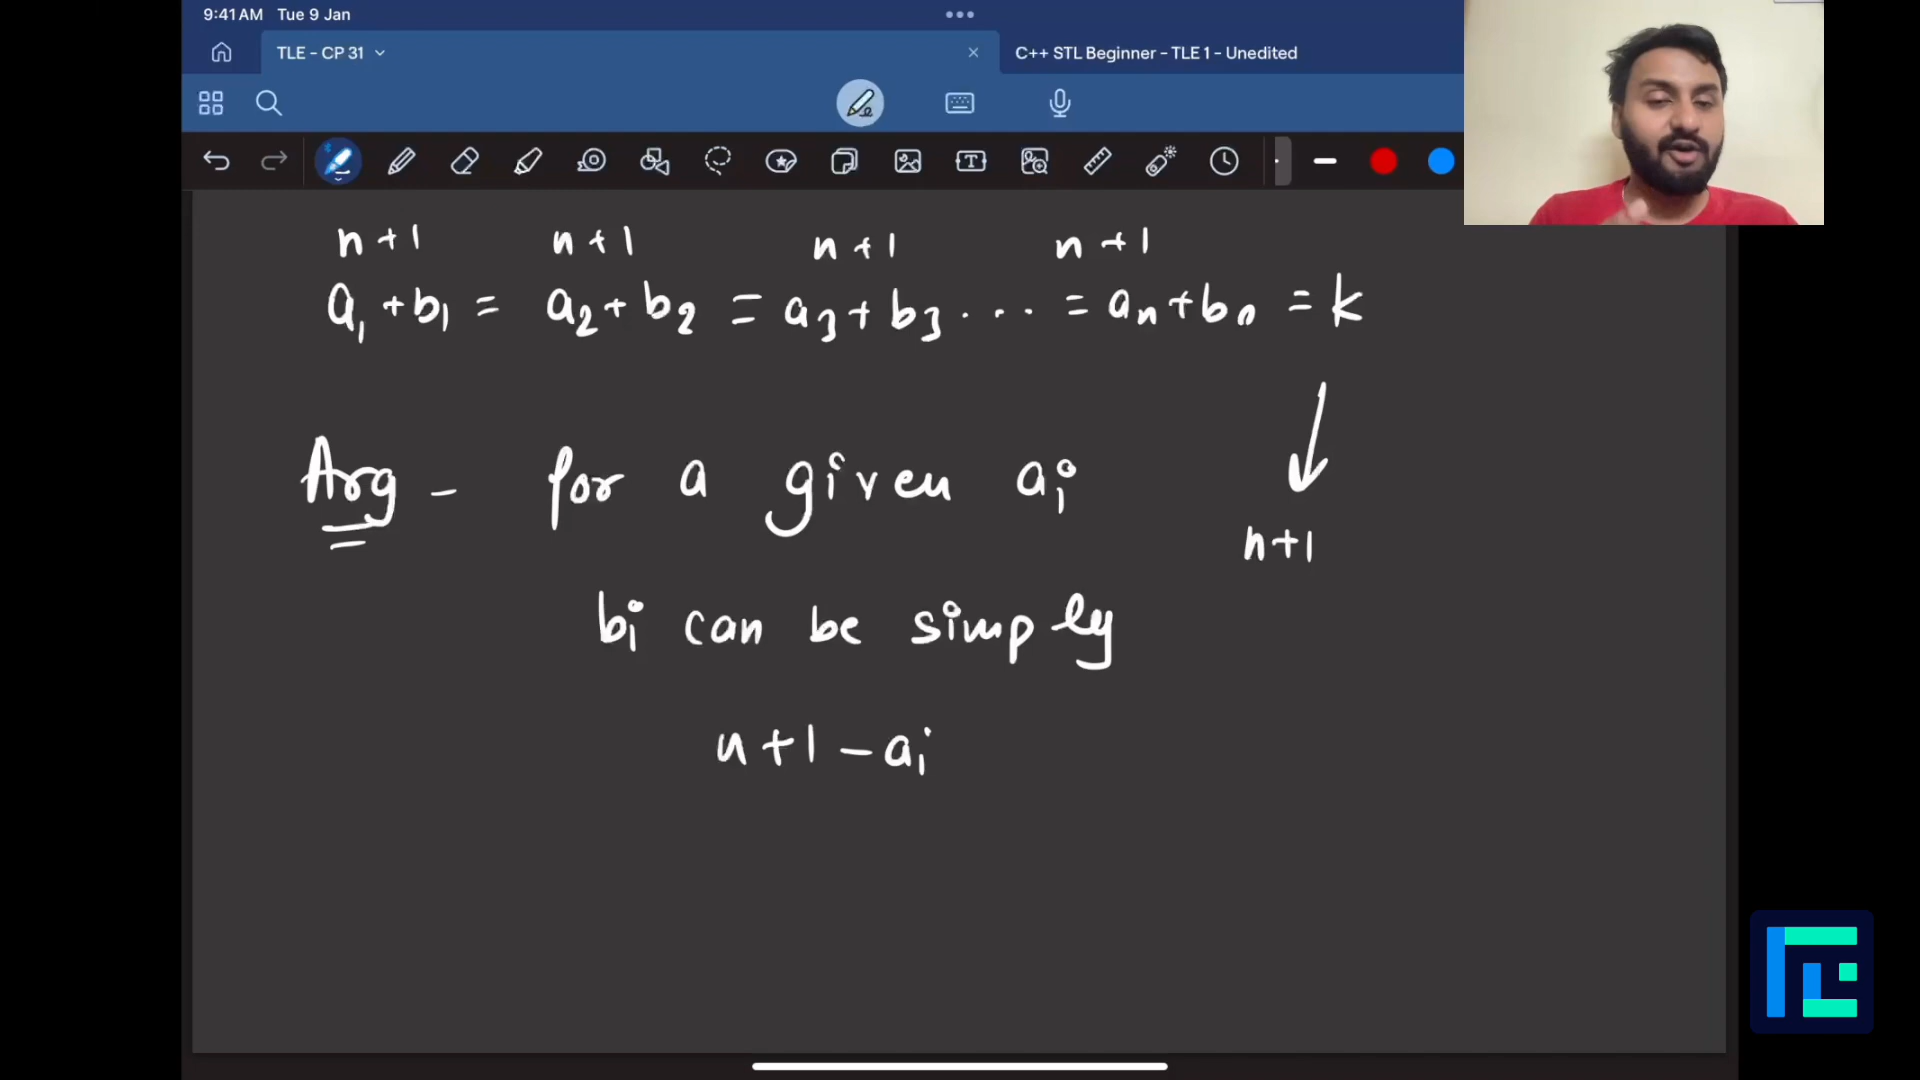 9:41 AM Tue 9 Jan
TLE - CP 31
C++ STL Beginner - TLE 1 - Unedited
n+1 n+1 n+1 n+1
a1 + b1 = a2 + b2 = a3 + b3 . . . . = an + bn = k
Arg - for a given ai
n+1
bi can be simply
n+1 - ai